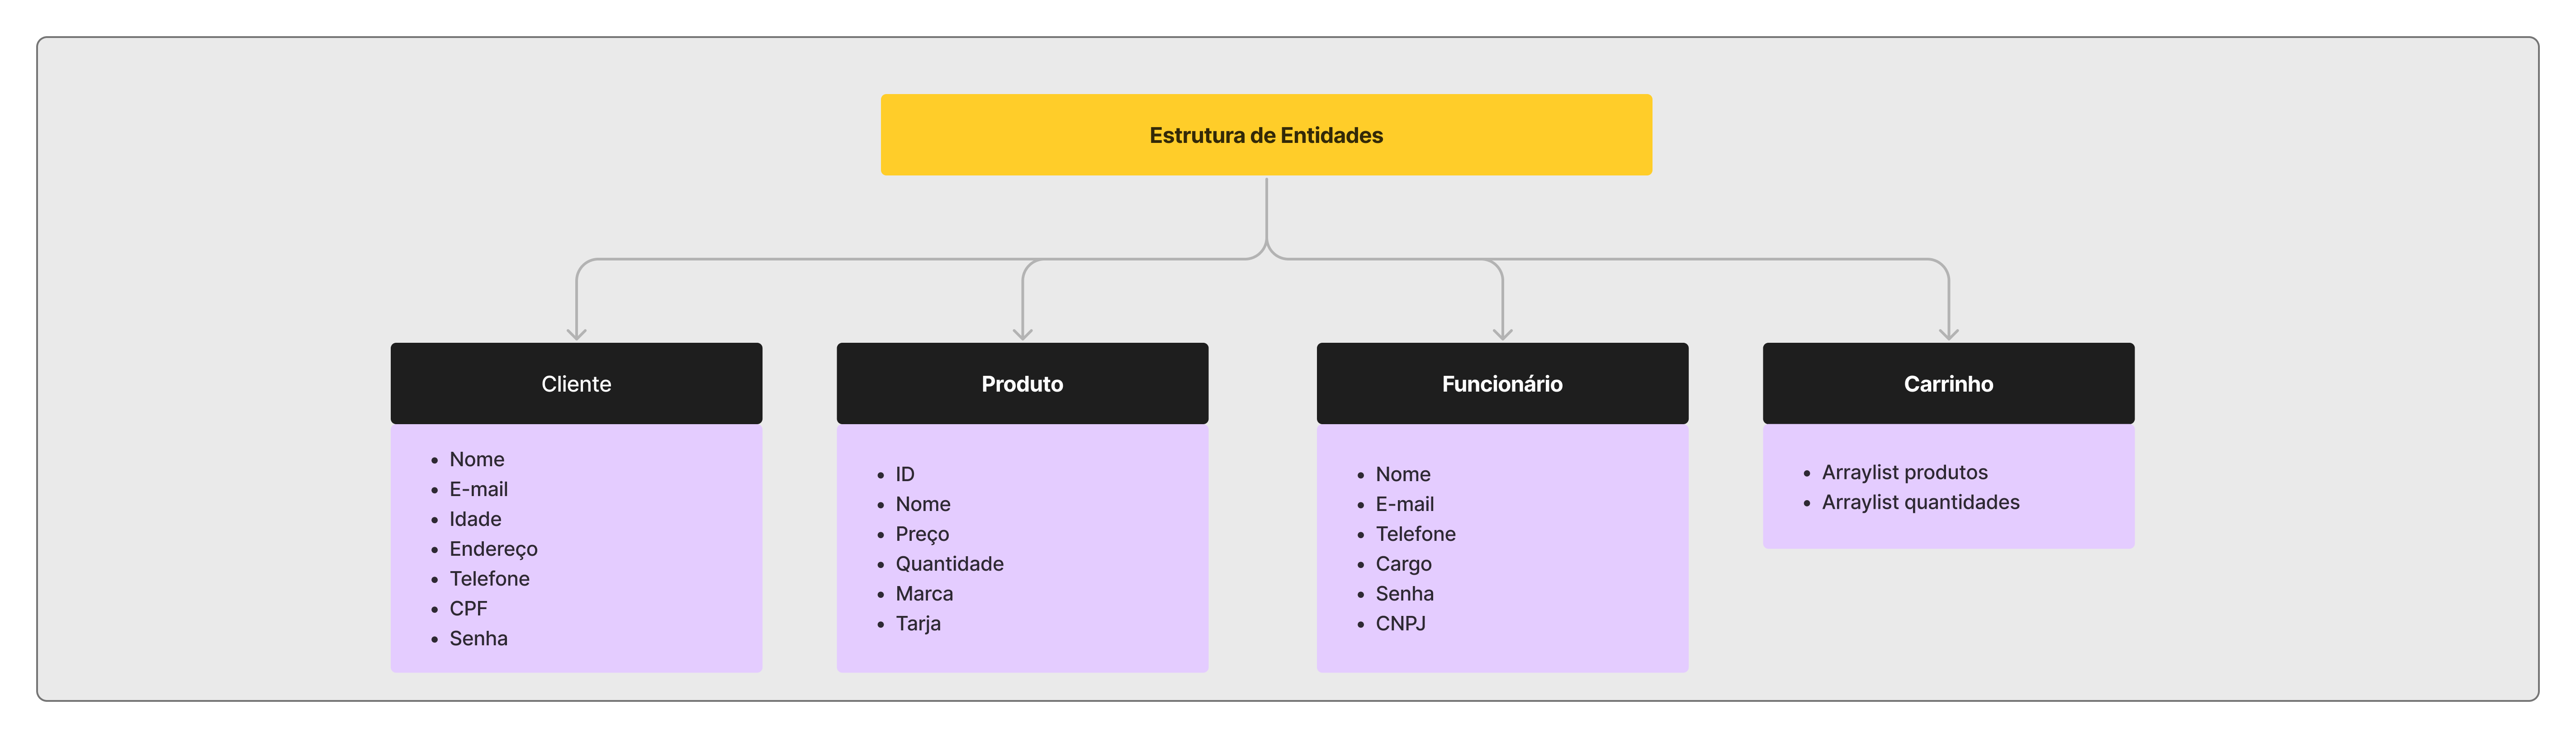 Estrutura de Entidades
Cliente
Nome
E-mail
Idade
Endereço
Telefone
CPF
Senha
Produto
ID
Nome
Preço
Quantidade
Marca
Tarja
Funcionário
Nome
E-mail
Telefone
Cargo
Senha
CNPJ
Carrinho
Arraylist produtos
Arraylist quantidades